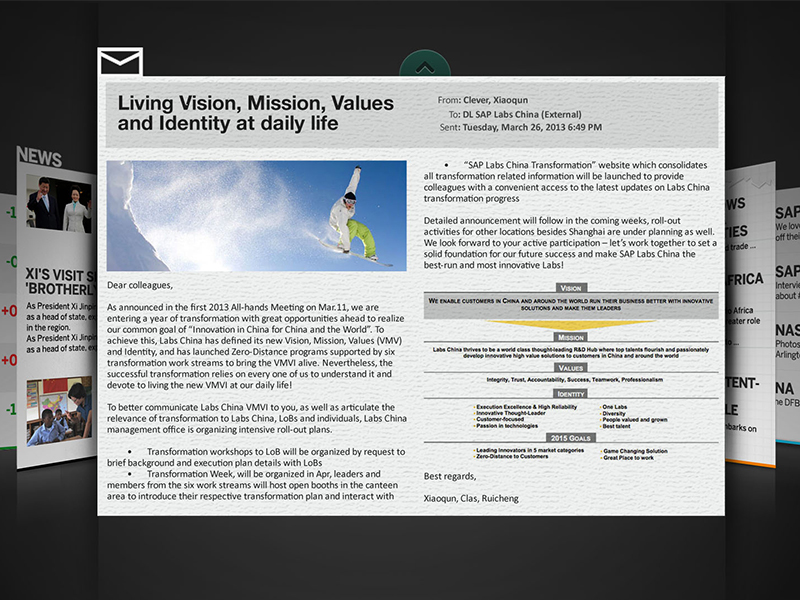 Living Vision, Mission, Values
and Identity at daily life
From: Clever, Xiaoqun
To: DL SAP Labs China (External)
Sent: Tuesday, March 26, 2013 6:49 PM
Dear colleagues,
As announced in the first 2013 All-hands Meeting on Mar.11, we are
entering a year of transformation with great opportunities ahead to realize
our common goal of "Innovation in China for China and the World". To
achieve this, Labs China has defined its new Vision, Mission, Values (VMV)
and Identity, and has launched Zero-Distance programs supported by six
transformation work streams to bring the VMVI alive. Nevertheless, the
successful transformation relies on every one of us to understand it and
devote to living the new VMVI at our daily life!
To better communicate Labs China VMVI to you, as well as articulate the
relevance of transformation to Labs China, LoBs and individuals, Labs China
management office is organizing intensive roll-out plans.
• Transformation workshops to LoB will be organized by request to
brief background and execution plan details with LoBs
• Transformation Week, will be organized in Apr, leaders and
members from the six work streams will host open booths in the canteen
area to introduce their respective transformation plan and interact with
• "SAP Labs China Transformation" website which consolidates
all transformation related information will be launched to provide
colleagues with a convenient access to the latest updates on Labs China
transformation progress
Detailed announcement will follow in the coming weeks, roll-out
activities for other locations besides Shanghai are under planning as well.
We look forward to your active participation – let's work together to set a
solid foundation for our future success and make SAP Labs China the
best-run and most innovative Labs!
VISION
WE ENABLE CUSTOMERS IN CHINA AND AROUND THE WORLD RUN THEIR BUSINESS BETTER WITH INNOVATIVE
SOLUTIONS AND MAKE THEM LEADERS
MISSION
Labs China thrives to be a world class thought-leading R&D Hub where top talents flourish and passionately
develop innovative high value solutions to customers in China and around the world
VALUES
Integrity, Trust, Accountability, Success, Teamwork, Professionalism
IDENTITY
Execution Excellence & High Reliability
Innovative Thought-Leader
Customer-focused
Passion in technologies
One Labs
Diversity
People valued and grown
Best talent
2015 GOALS
Leading Innovators in 5 market categories
Zero-Distance to Customers
Game Changing Solution
Great Place to work
Best regards,
Xiaoqun, Clas, Ruicheng
NEWS
XI'S VISIT S
'BROTHERL
As President Xi Jinpi
as a head of state, ex
in the region.
As President Xi Jinpi
as a head of state, ex
-1
-0
+0
+0
-1
WS
TIES
trade ...
AFRICA
o Africa
eater role
...
TENT-
LE
mbarks on
SAP
We love
off thei
SAP
Intervie
about A
NAS
Photos
Arlingt
NA
the DFB